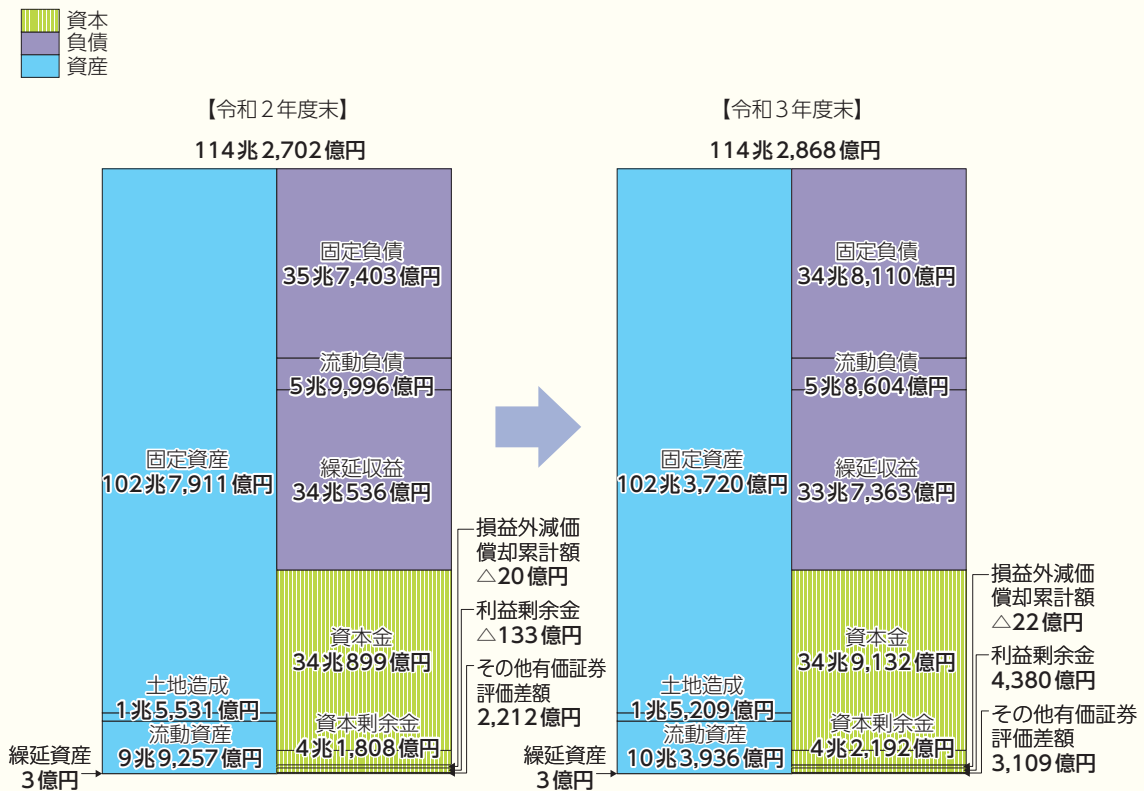 資本
負債
資産
【令和2年度末】
114兆2,702億円
固定負債
35兆7,403億円
流動負債
5兆9,996億円
固定資産
102兆7,911億円
繰延収益
34兆536億円
損益外減価
償却累計額
△20億円
利益剰余金
△133億円
資本金
34兆899億円
その他有価証券
評価差額
2,212億円
土地造成
1兆5,531億円
資本剰余金
4兆1,808億円
流動資産
9兆9,257億円
繰延資産
3億円
【令和3年度末】
114兆2,868億円
固定負債
34兆8,110億円
流動負債
5兆8,604億円
固定資産
102兆3,720億円
繰延収益
33兆7,363億円
損益外減価
償却累計額
△22億円
資本金
34兆9,132億円
利益剰余金
4,380億円
土地造成
1兆5,209億円
資本剰余金
4兆2,192億円
その他有価証券
評価差額
3,109億円
流動資産
10兆3,936億円
繰延資産
3億円